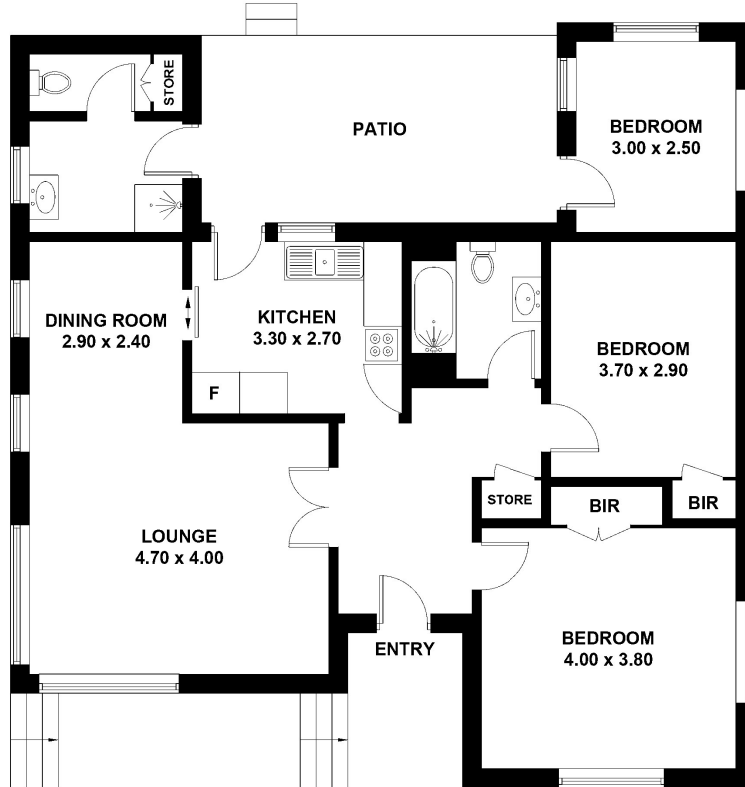 STORE
PATIO
BEDROOM
3.00 x 2.50
DINING ROOM
2.90 x 2.40
KITCHEN
3.30 x 2.70
F
BEDROOM
3.70 x 2.90
STORE
BIR
BIR
LOUNGE
4.70 x 4.00
ENTRY
BEDROOM
4.00 x 3.80